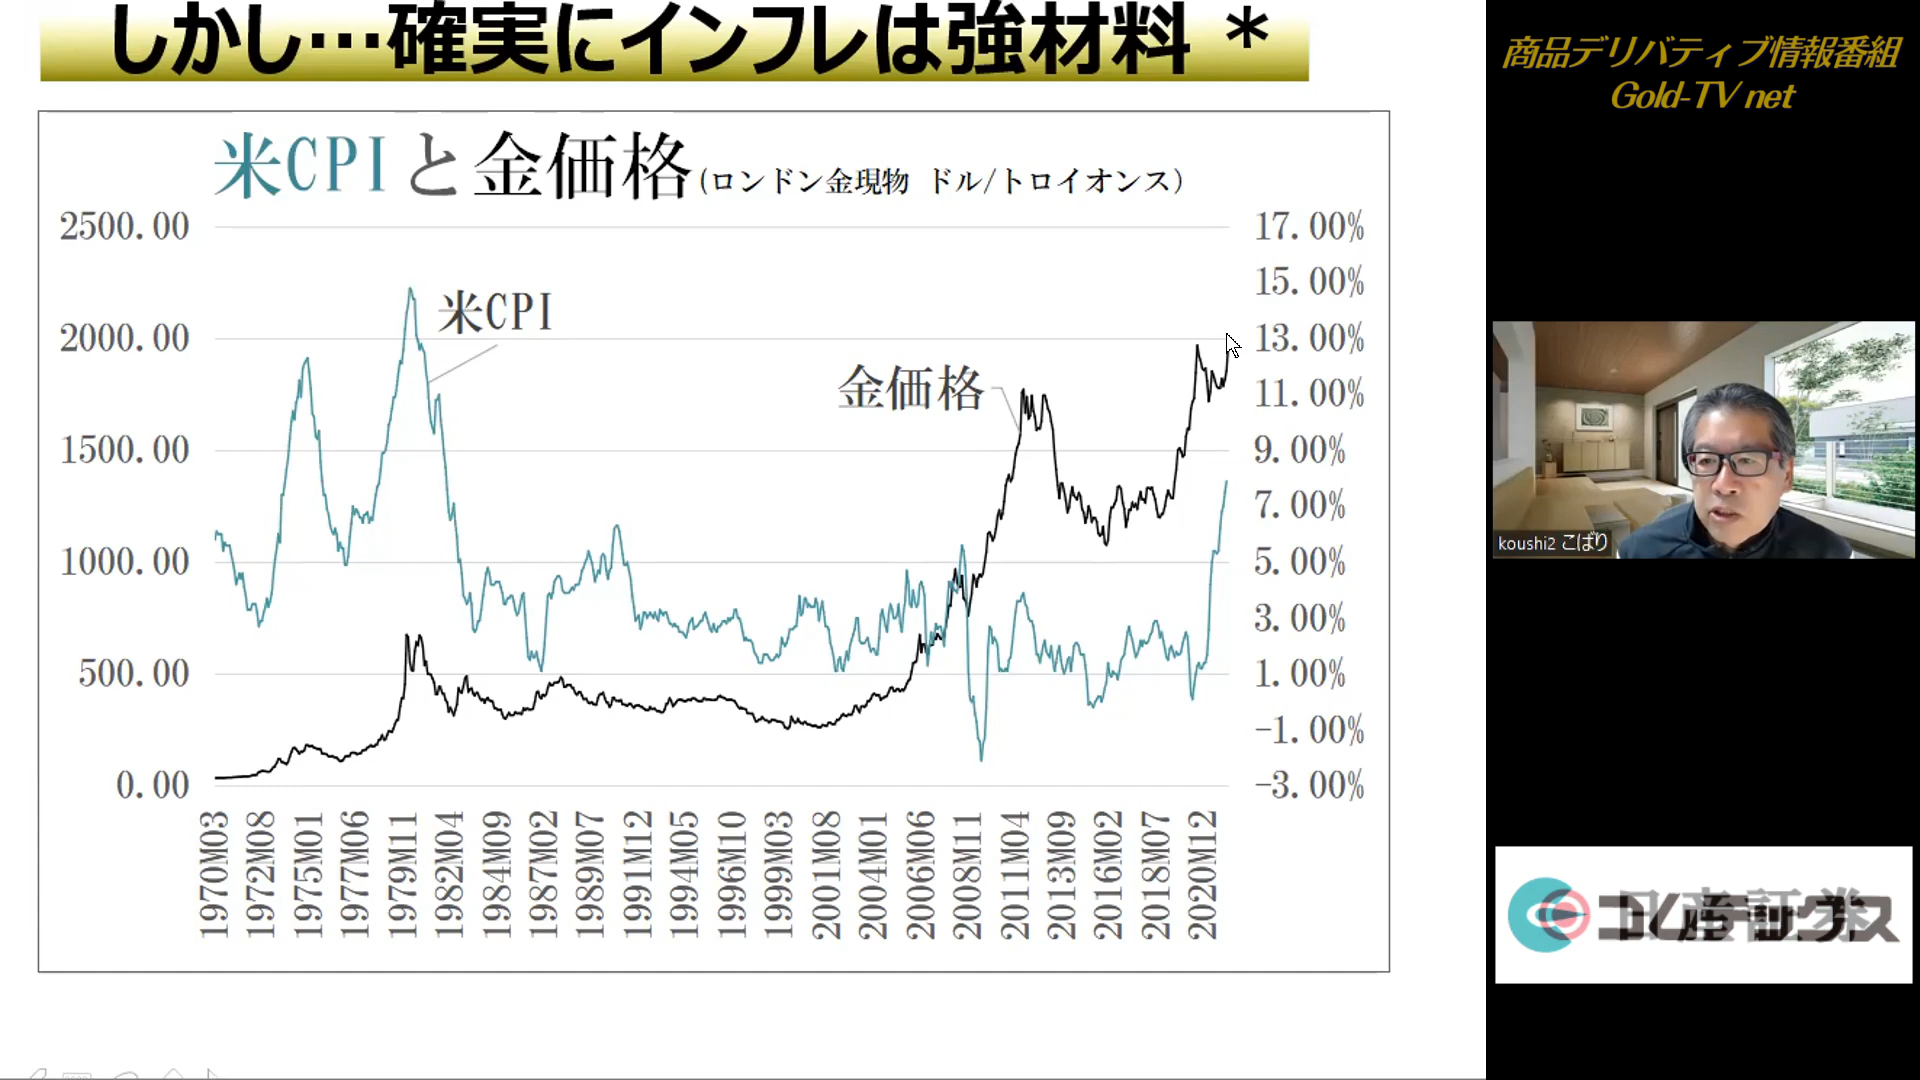 しかし…確実にインフレは強材料 ＊
米CPIと金価格(ロンドン金現物 ドル/トロイオンス)
2500.00
2000.00
1500.00
1000.00
500.00
0.00
17.00%
15.00%
13.00%
11.00%
9.00%
7.00%
5.00%
3.00%
1.00%
-1.00%
-3.00%
米CPI
金価格
1970M03
1972M08
1975M01
1977M06
1979M11
1982M04
1984M09
1987M02
1989M07
1991M12
1994M05
1996M10
1999M03
2001M08
2004M01
2006M06
2008M11
2011M04
2013M09
2016M02
2018M07
2020M12
商品デリバティブ情報番組
Gold-TV net
koushi2 こばり